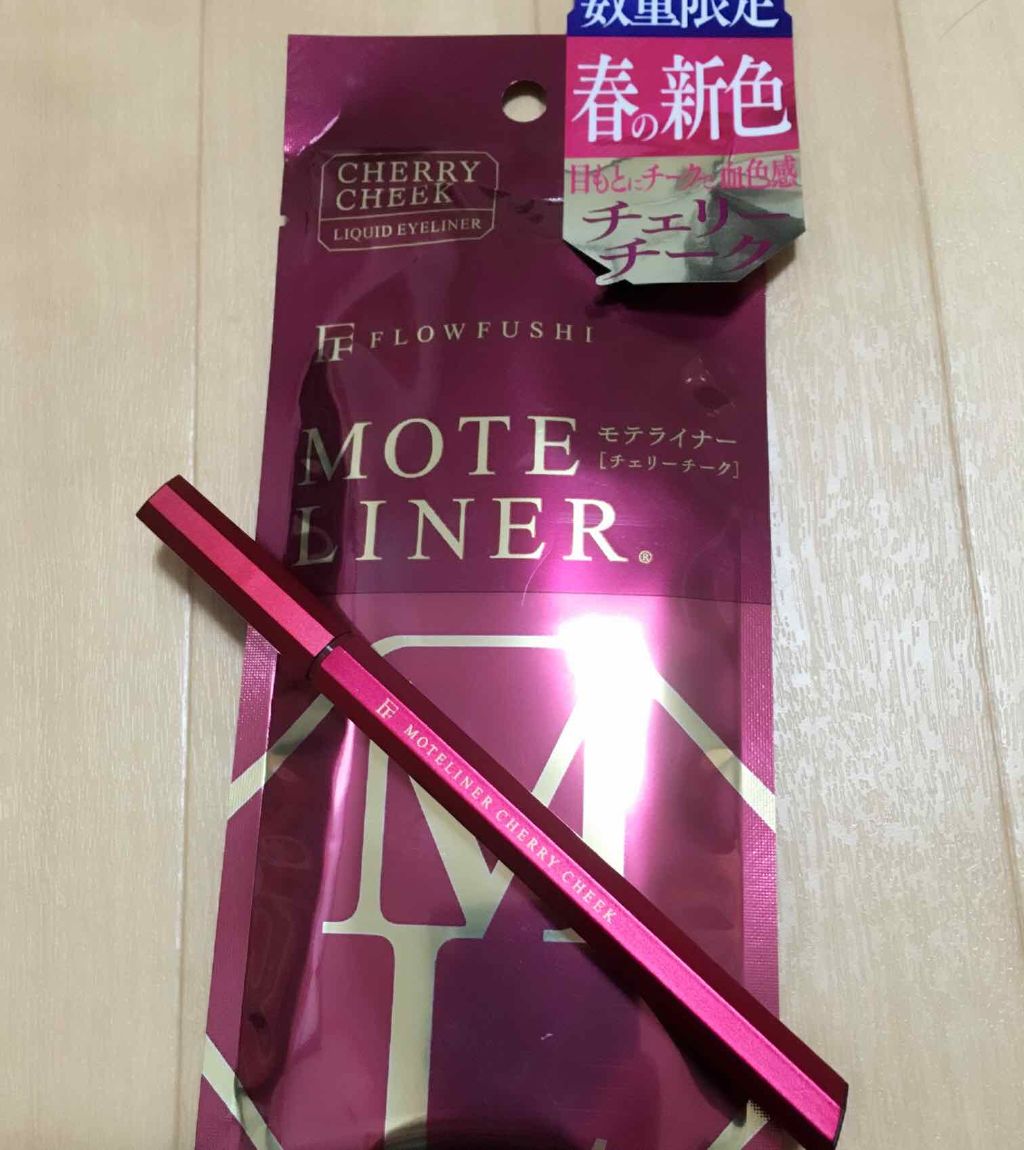 数量限定
春の新色
目もとにチークで血色感
チェリー
チーク
CHERRY
CHEEK
LIQUID EYELINER
FF FLOWFUSHI
MOTE
LINER®
モテライナー
[チェリーチーク]
FF MOTELINER CHERRY CHEEK